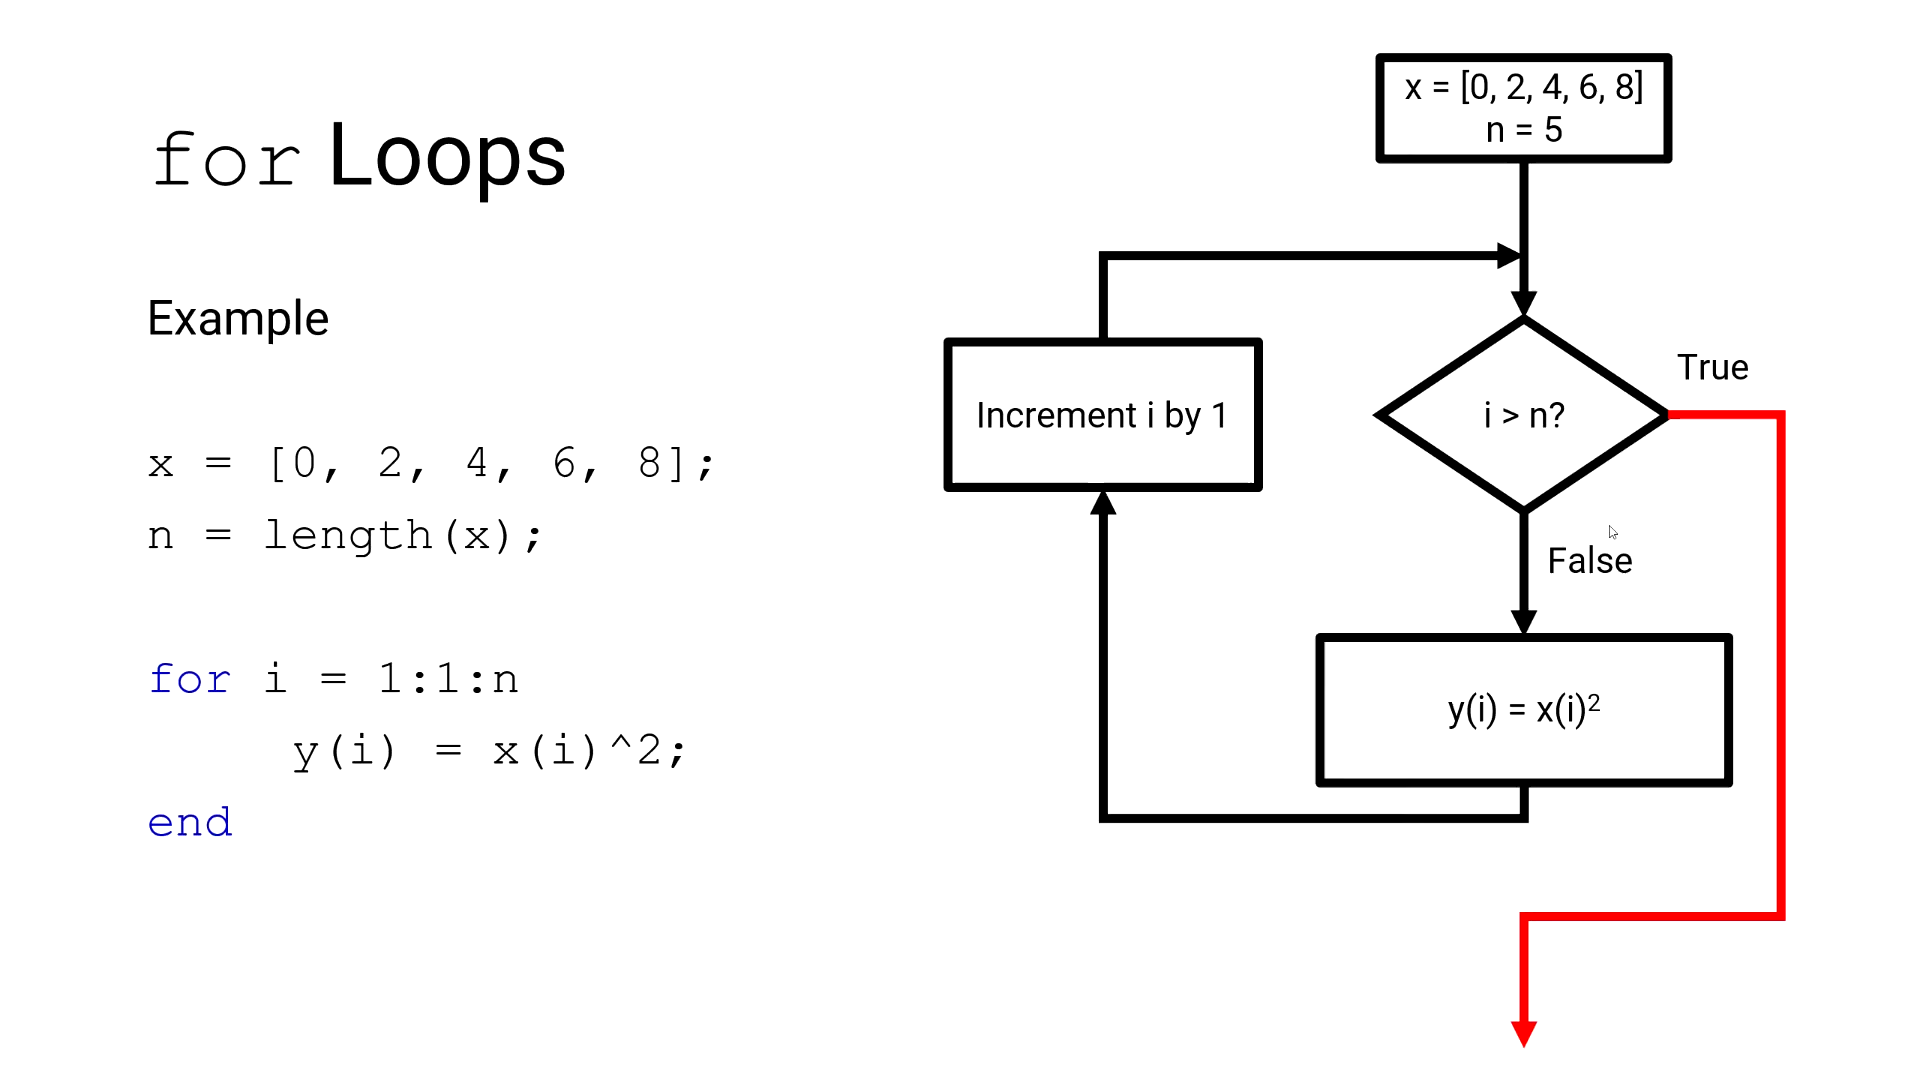 for Loops
Example
x = [0, 2, 4, 6, 8];
n = length(x);
for i = 1:1:n
y(i) = x(i)^2;
end
x = [0, 2, 4, 6, 8]
n = 5
i > n?
True
False
y(i) = x(i)²
Increment i by 1